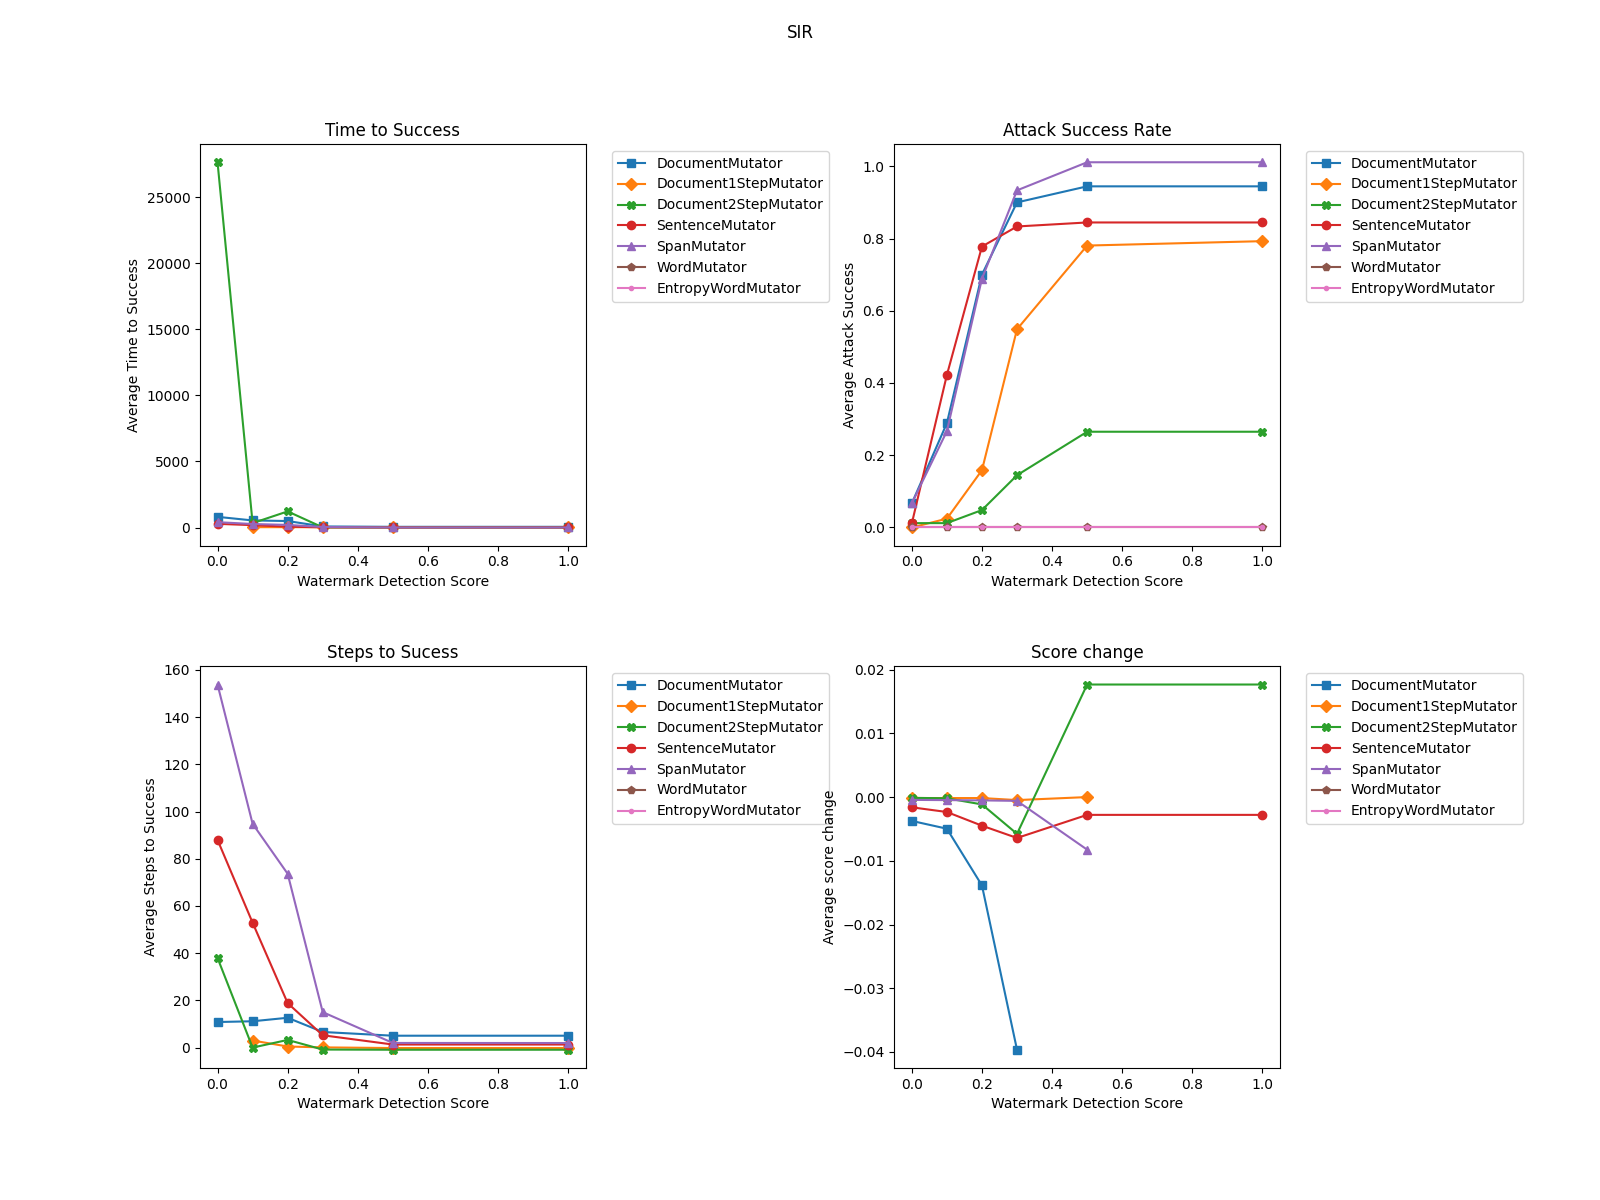 SIR
Time to Success
Average Time to Success
25000
20000
15000
10000
5000
0
0.0 0.2 0.4 0.6 0.8 1.0
Watermark Detection Score
DocumentMutator
Document1StepMutator
Document2StepMutator
SentenceMutator
SpanMutator
WordMutator
EntropyWordMutator
Attack Success Rate
Average Attack Success
1.0
0.8
0.6
0.4
0.2
0.0
0.0 0.2 0.4 0.6 0.8 1.0
Watermark Detection Score
DocumentMutator
Document1StepMutator
Document2StepMutator
SentenceMutator
SpanMutator
WordMutator
EntropyWordMutator
Steps to Sucess
Average Steps to Success
160
140
120
100
80
60
40
20
0
0.0 0.2 0.4 0.6 0.8 1.0
Watermark Detection Score
DocumentMutator
Document1StepMutator
Document2StepMutator
SentenceMutator
SpanMutator
WordMutator
EntropyWordMutator
Score change
Average score change
0.02
0.01
0.00
−0.01
−0.02
−0.03
−0.04
0.0 0.2 0.4 0.6 0.8 1.0
Watermark Detection Score
DocumentMutator
Document1StepMutator
Document2StepMutator
SentenceMutator
SpanMutator
WordMutator
EntropyWordMutator